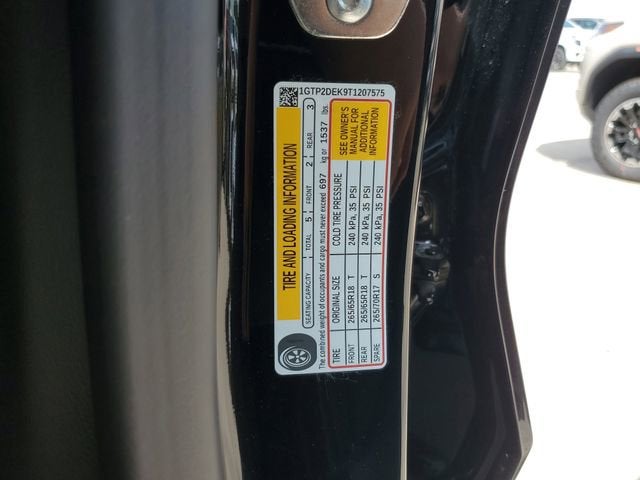 1GTP2DEK9T1207575
TIRE AND LOADING INFORMATION
SEATING CAPACITY TOTAL 5 FRONT 2 REAR 3
The combined weight of occupants and cargo must never exceed 697 kg or 1537 lbs.
TIRE ORIGINAL SIZE COLD TIRE PRESSURE
FRONT 265/65R18 T 240 kPa, 35 PSI
REAR 265/65R18 T 240 kPa, 35 PSI
SPARE 265/70R17 S 240 kPa, 35 PSI
SEE OWNER'S
MANUAL FOR
ADDITIONAL
INFORMATION